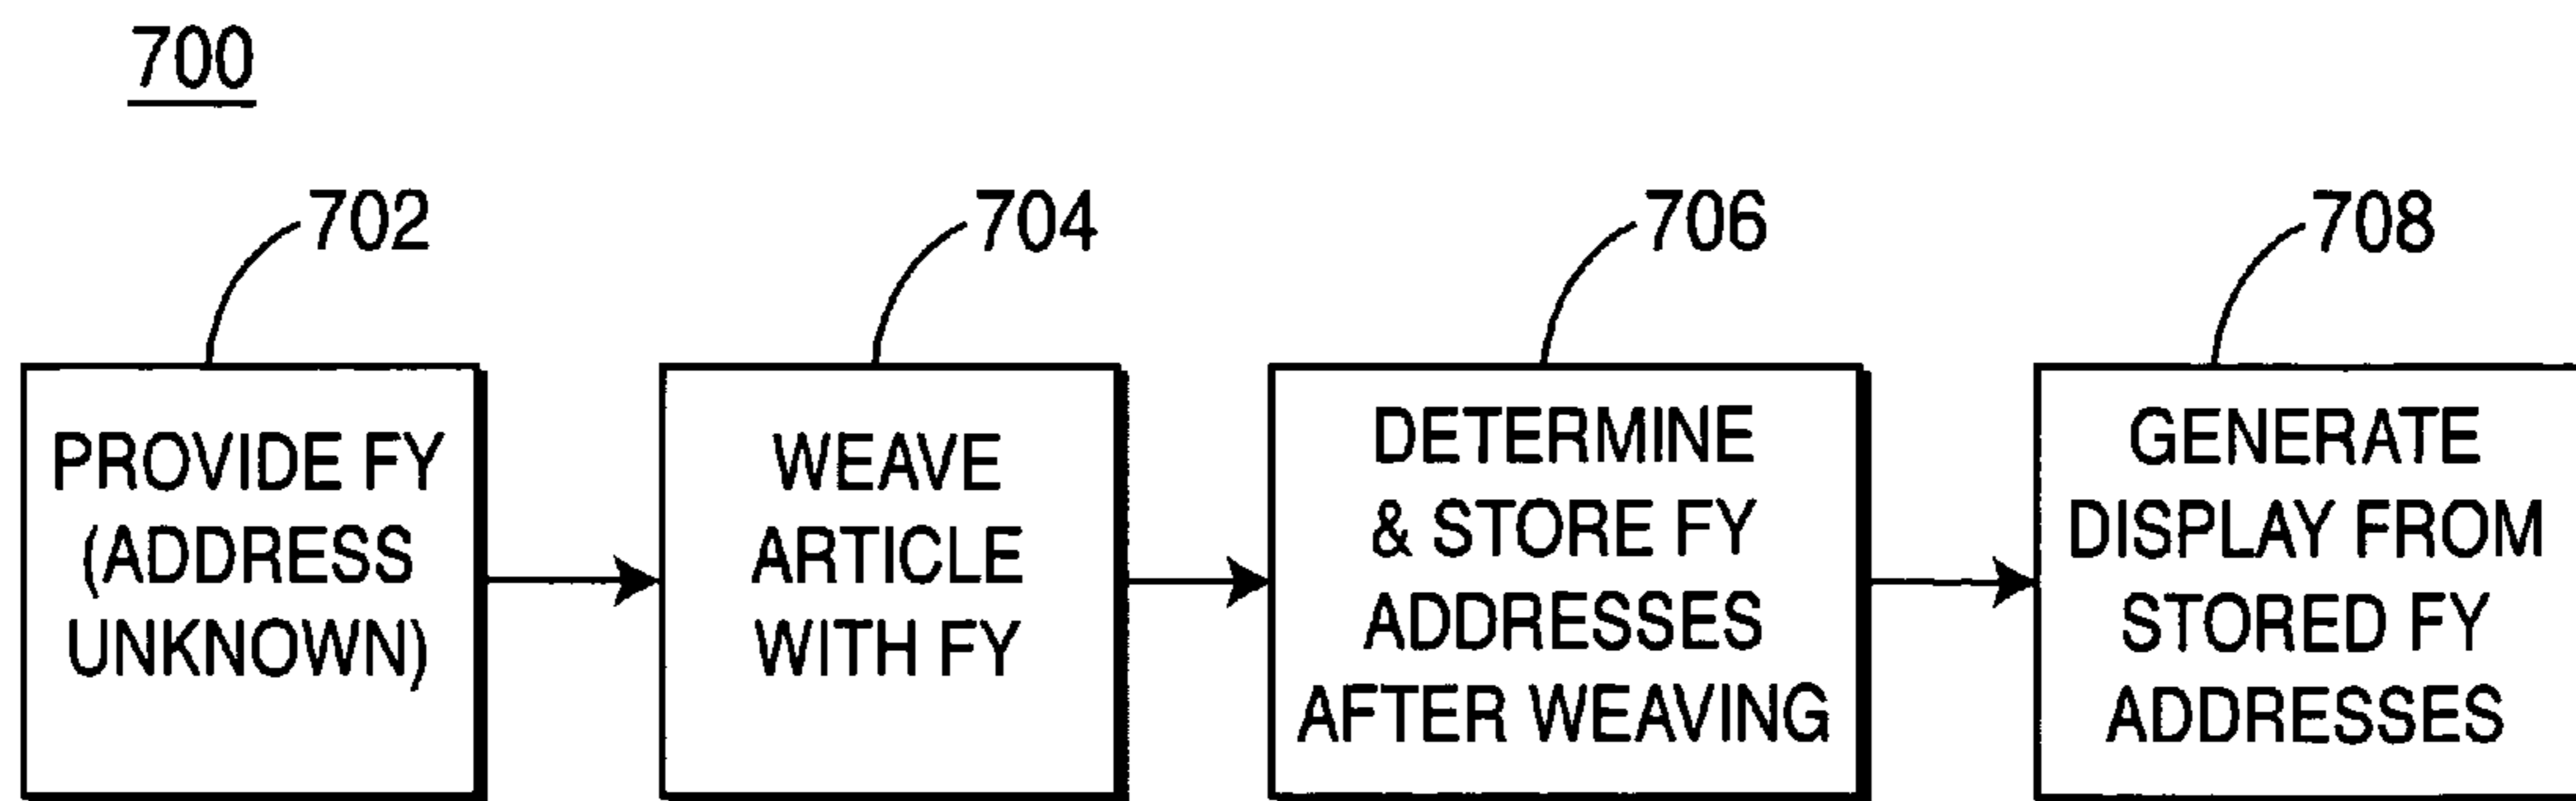 700
702
704
706
708
PROVIDE FY
(ADDRESS
UNKNOWN)
WEAVE
ARTICLE
WITH FY
DETERMINE
& STORE FY
ADDRESSES
AFTER WEAVING
GENERATE
DISPLAY FROM
STORED FY
ADDRESSES